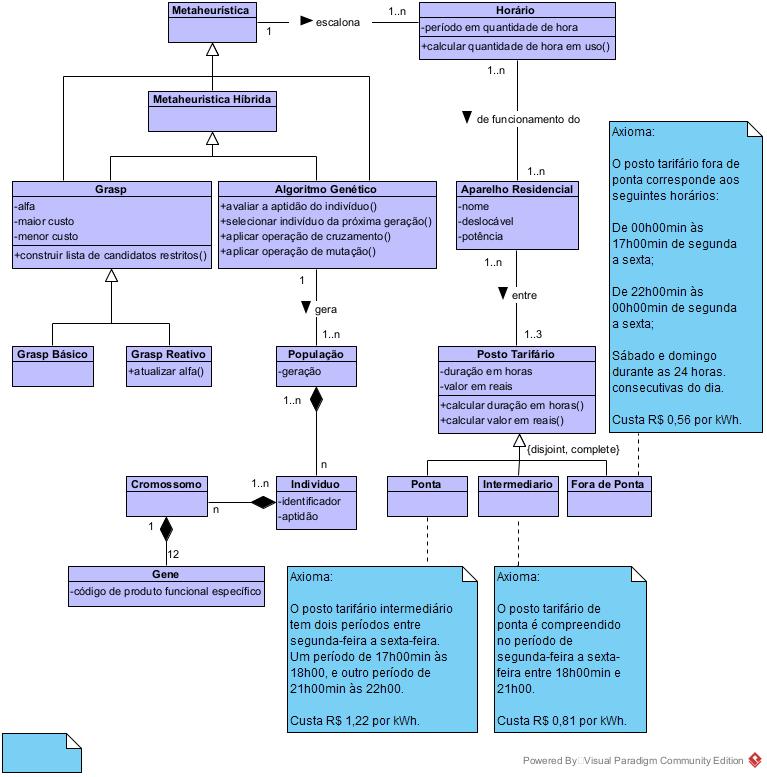 Metaheurística
1
escalona
1..n
Horário
-período em quantidade de hora
+calcular quantidade de hora em uso()
1..n
de funcionamento do
1..n
Metaheuristica Híbrida
Grasp
-alfa
-maior custo
-menor custo
+construir lista de candidatos restritos()
Algoritmo Genético
+avaliar a aptidão do indivíduo()
+selecionar indivíduo da próxima geração()
+aplicar operação de cruzamento()
+aplicar operação de mutação()
Aparelho Residencial
-nome
-deslocável
-potência
1..n
entre
1..3
1
gera
1..n
Grasp Básico
Grasp Reativo
+atualizar alfa()
População
-geração
1..n
n
Posto Tarifário
-duração em horas
-valor em reais
+calcular duração em horas()
+calcular valor em reais()
{disjoint, complete}
Axioma:
O posto tarifário fora de
ponta corresponde aos
seguintes horários:
De 00h00min às
17h00min de segunda
a sexta;
De 22h00min às
00h00min de segunda
a sexta;
Sábado e domingo
durante as 24 horas.
consecutivas do dia.
Custa R$ 0,56 por kWh.
Cromossomo
n
1..n
Individuo
-identificador
-aptidão
Ponta
Intermediario
Fora de Ponta
1
12
Gene
-código de produto funcional específico
Axioma:
O posto tarifário intermediário
tem dois períodos entre
segunda-feira a sexta-feira.
Um período de 17h00min às
18h00, e outro período de
21h00min às 22h00.
Custa R$ 1,22 por kWh.
Axioma:
O posto tarifário de
ponta é compreendido
no período de
segunda-feira a sexta-
feira entre 18h00min e
21h00.
Custa R$ 0,81 por kWh.
Powered By Visual Paradigm Community Edition